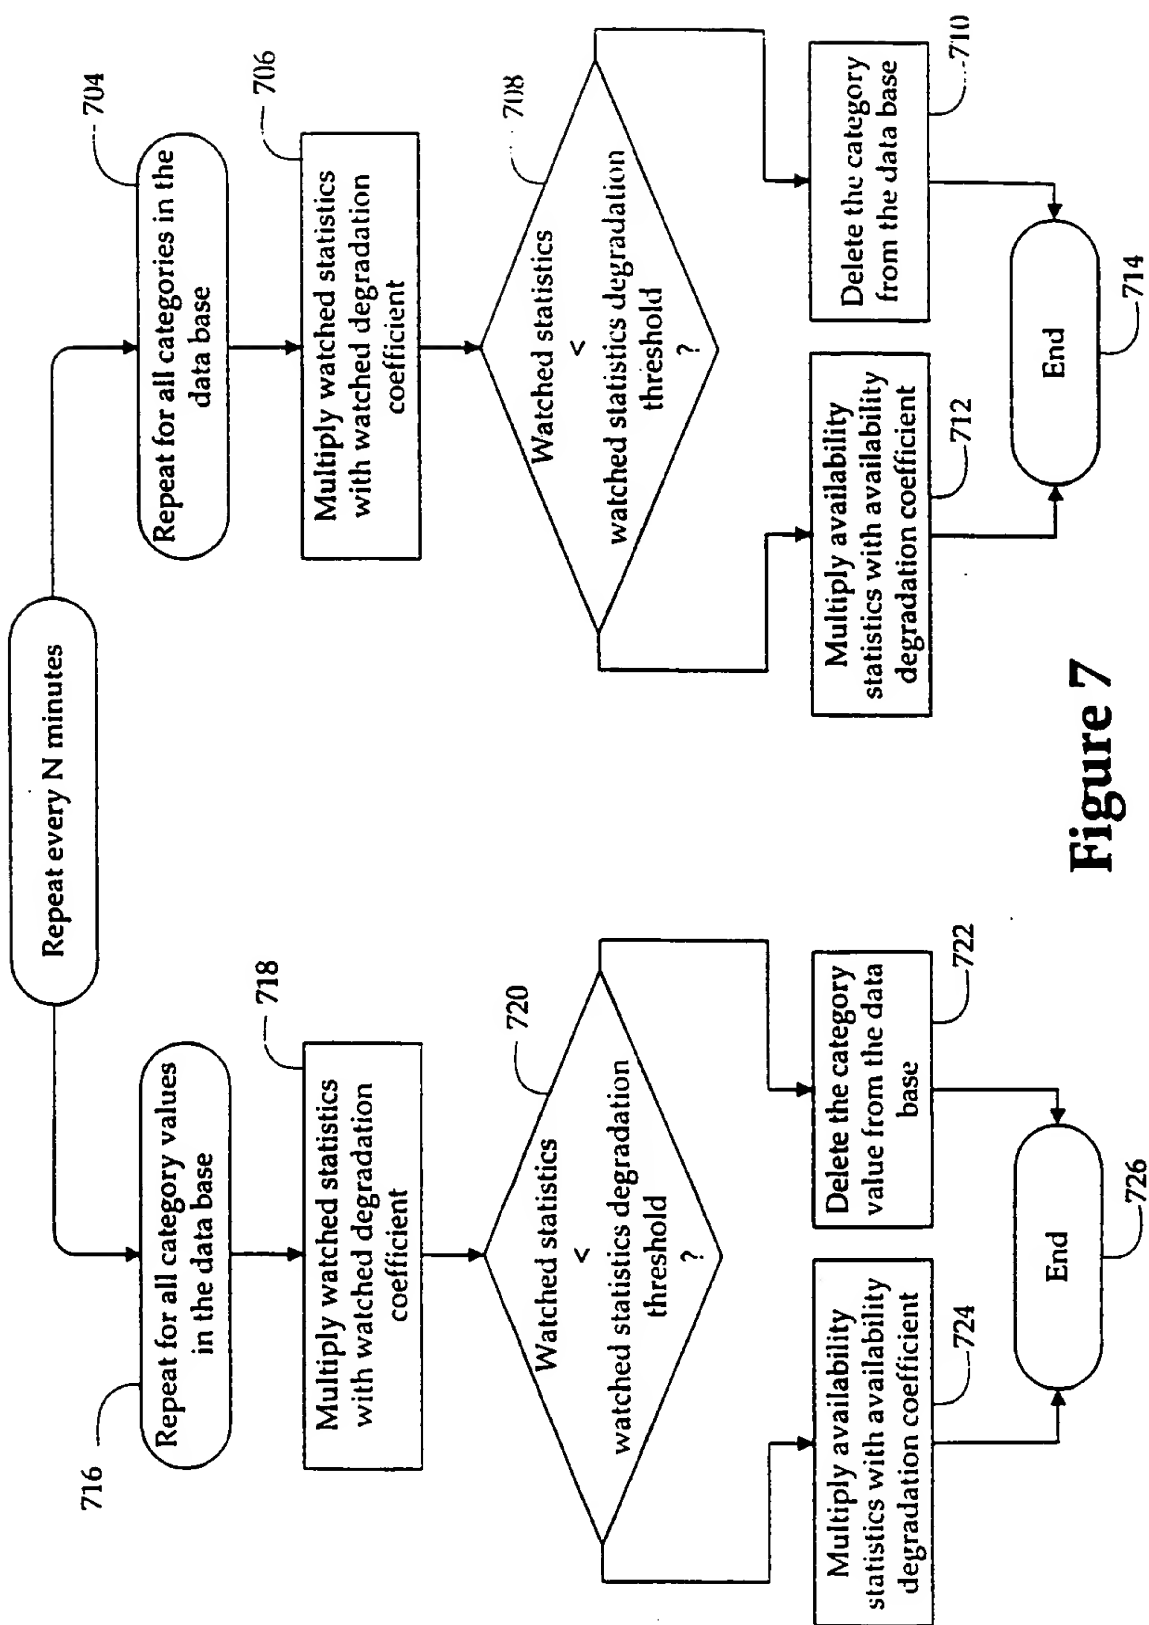 Repeat every N minutes
716
Repeat for all category values
in the data base
718
Multiply watched statistics
with watched degradation
coefficient
720
Watched statistics
<
watched statistics degradation
threshold
?
Multiply availability
statistics with availability
degradation coefficient
724
Delete the category
value from the data
base
722
End
726
704
Repeat for all categories in the
data base
706
Multiply watched statistics
with watched degradation
coefficient
708
Watched statistics
<
watched statistics degradation
threshold
?
Multiply availability
statistics with availability
degradation coefficient
712
Delete the category
from the data base
710
End
714
Figure 7